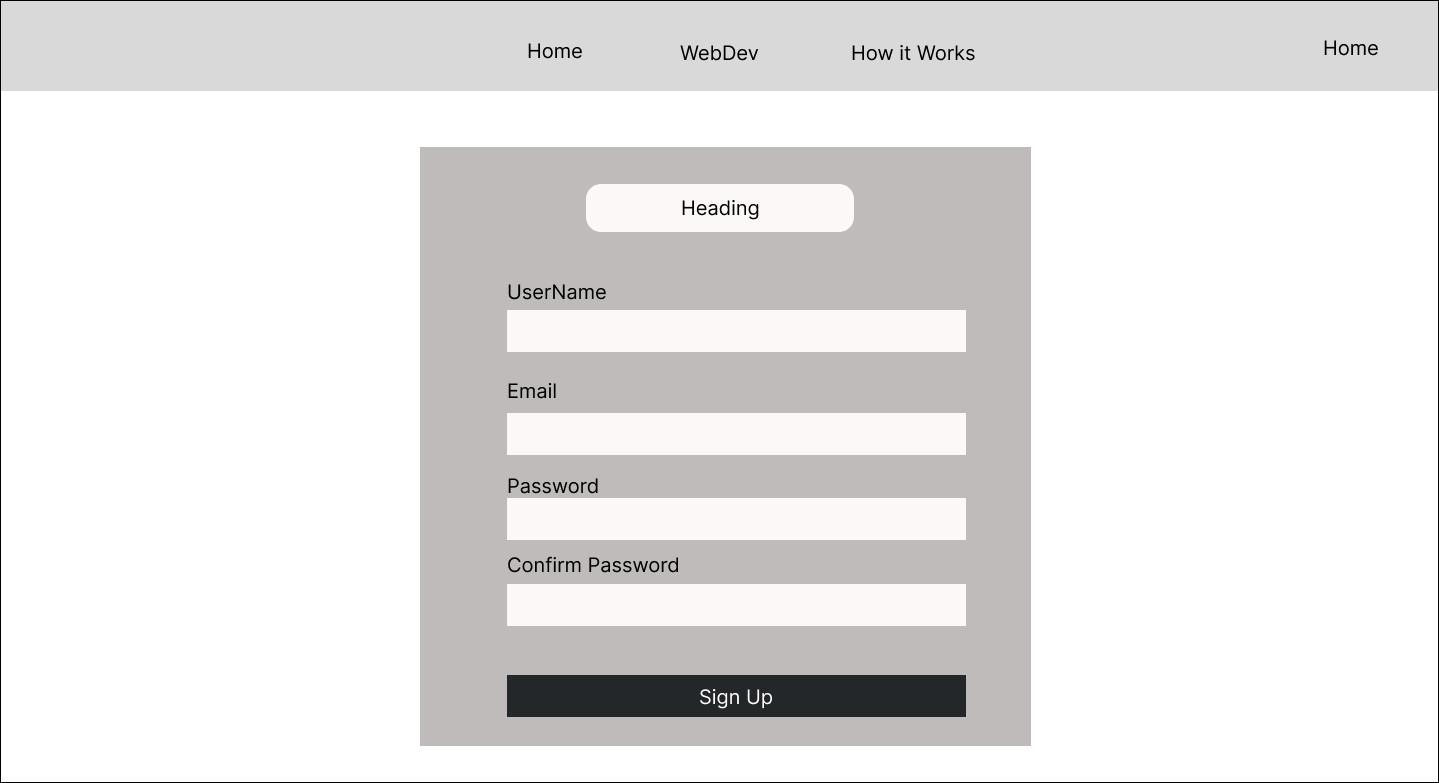 Home
WebDev
How it Works
Home
Heading
UserName
Email
Password
Confirm Password
Sign Up